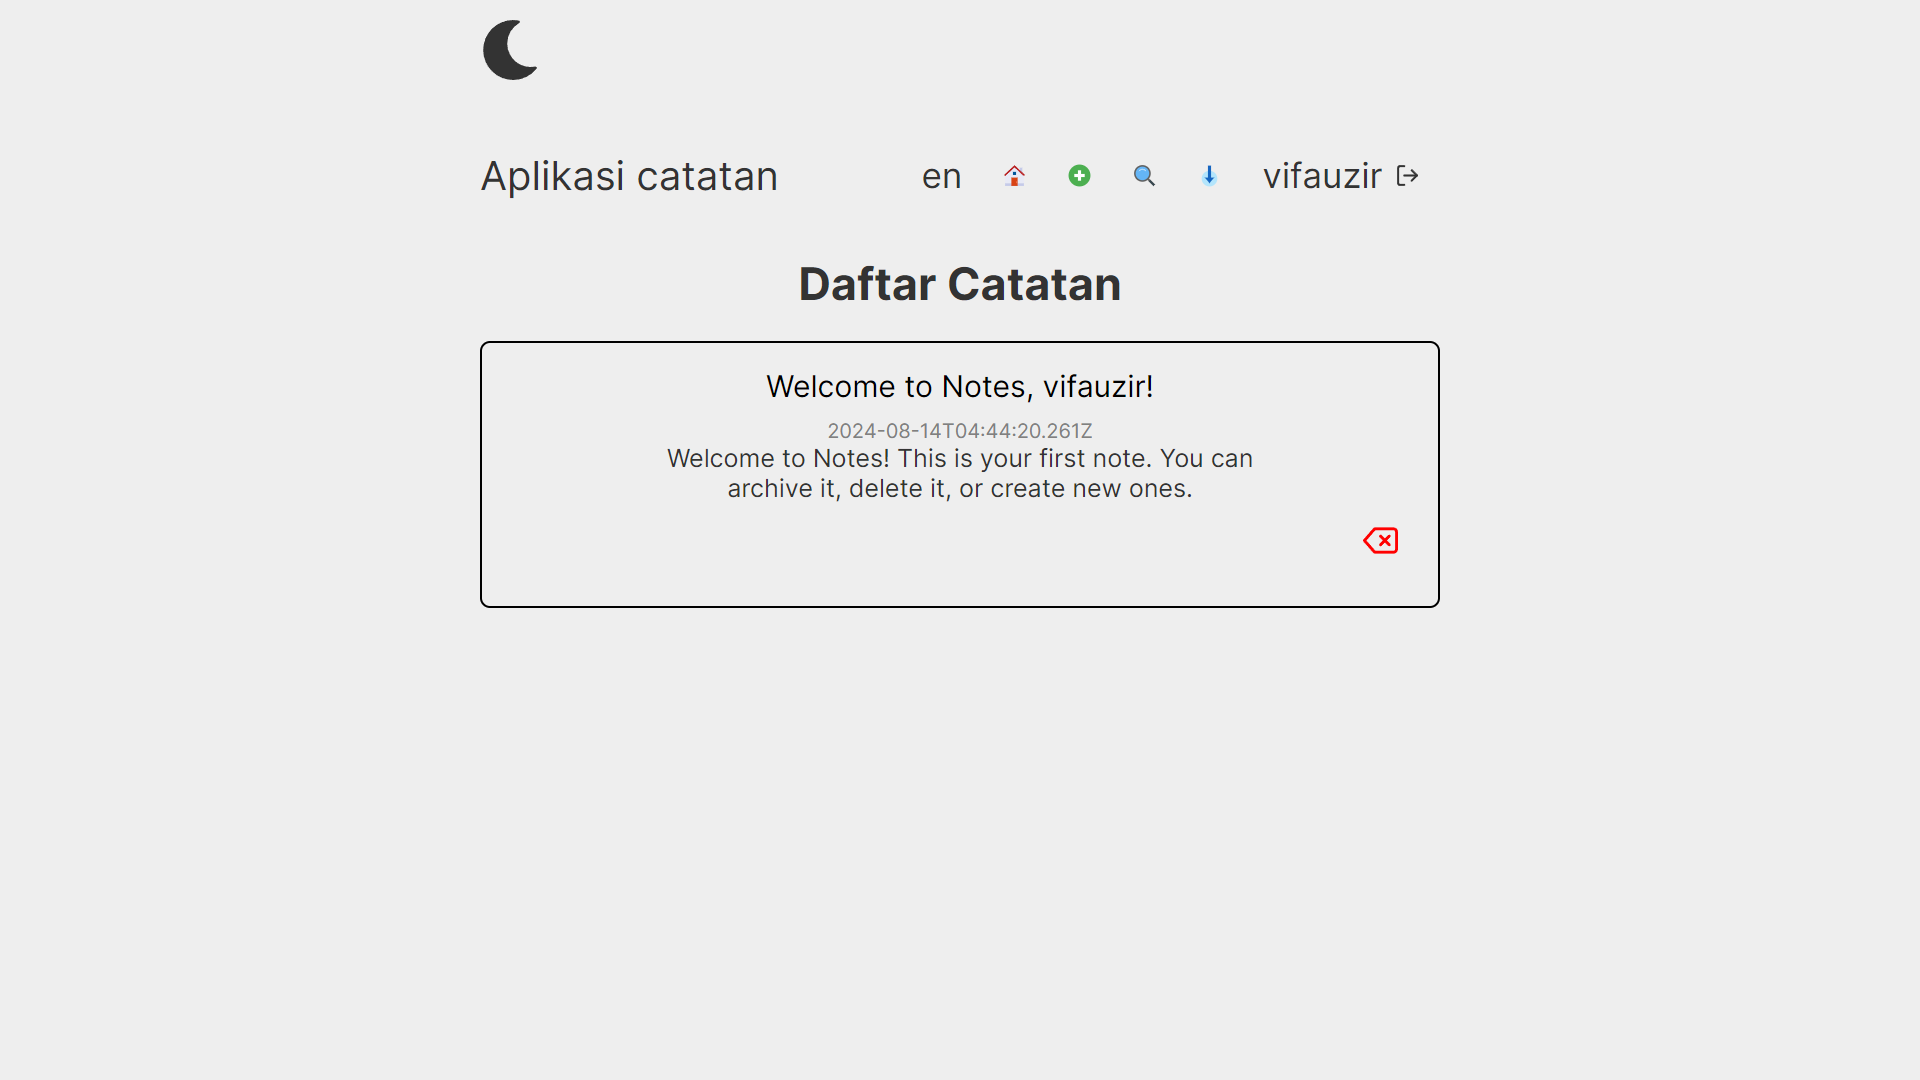 Aplikasi catatan
en
vifauzir
Daftar Catatan
Welcome to Notes, vifauzir!
2024-08-14T04:44:20.261Z
Welcome to Notes! This is your first note. You can
archive it, delete it, or create new ones.